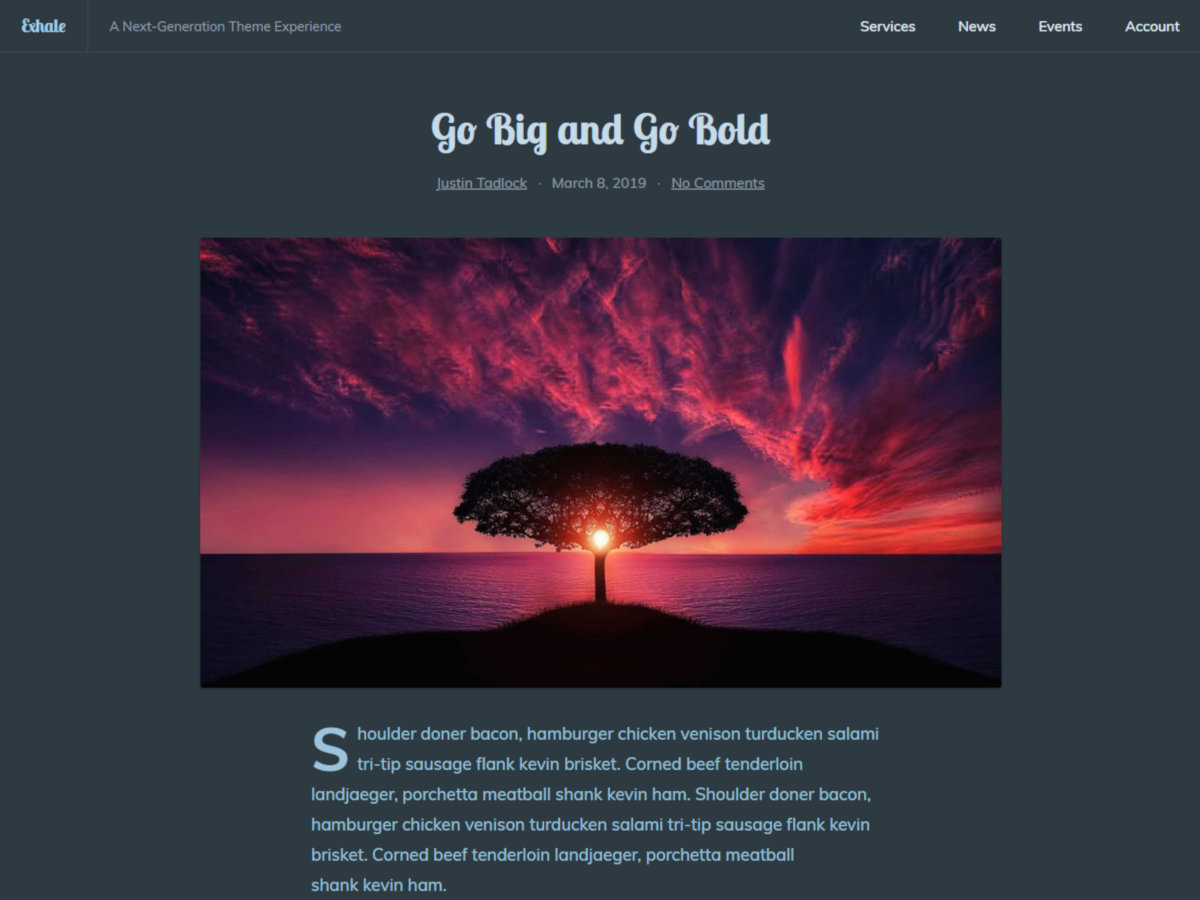 Exhale
A Next-Generation Theme Experience
Services
News
Events
Account
Go Big and Go Bold
Justin Tadlock · March 8, 2019 · No Comments
Shoulder doner bacon, hamburger chicken venison turducken salami
tri-tip sausage flank kevin brisket. Corned beef tenderloin
landjaeger, porchetta meatball shank kevin ham. Shoulder doner bacon,
hamburger chicken venison turducken salami tri-tip sausage flank kevin
brisket. Corned beef tenderloin landjaeger, porchetta meatball
shank kevin ham.